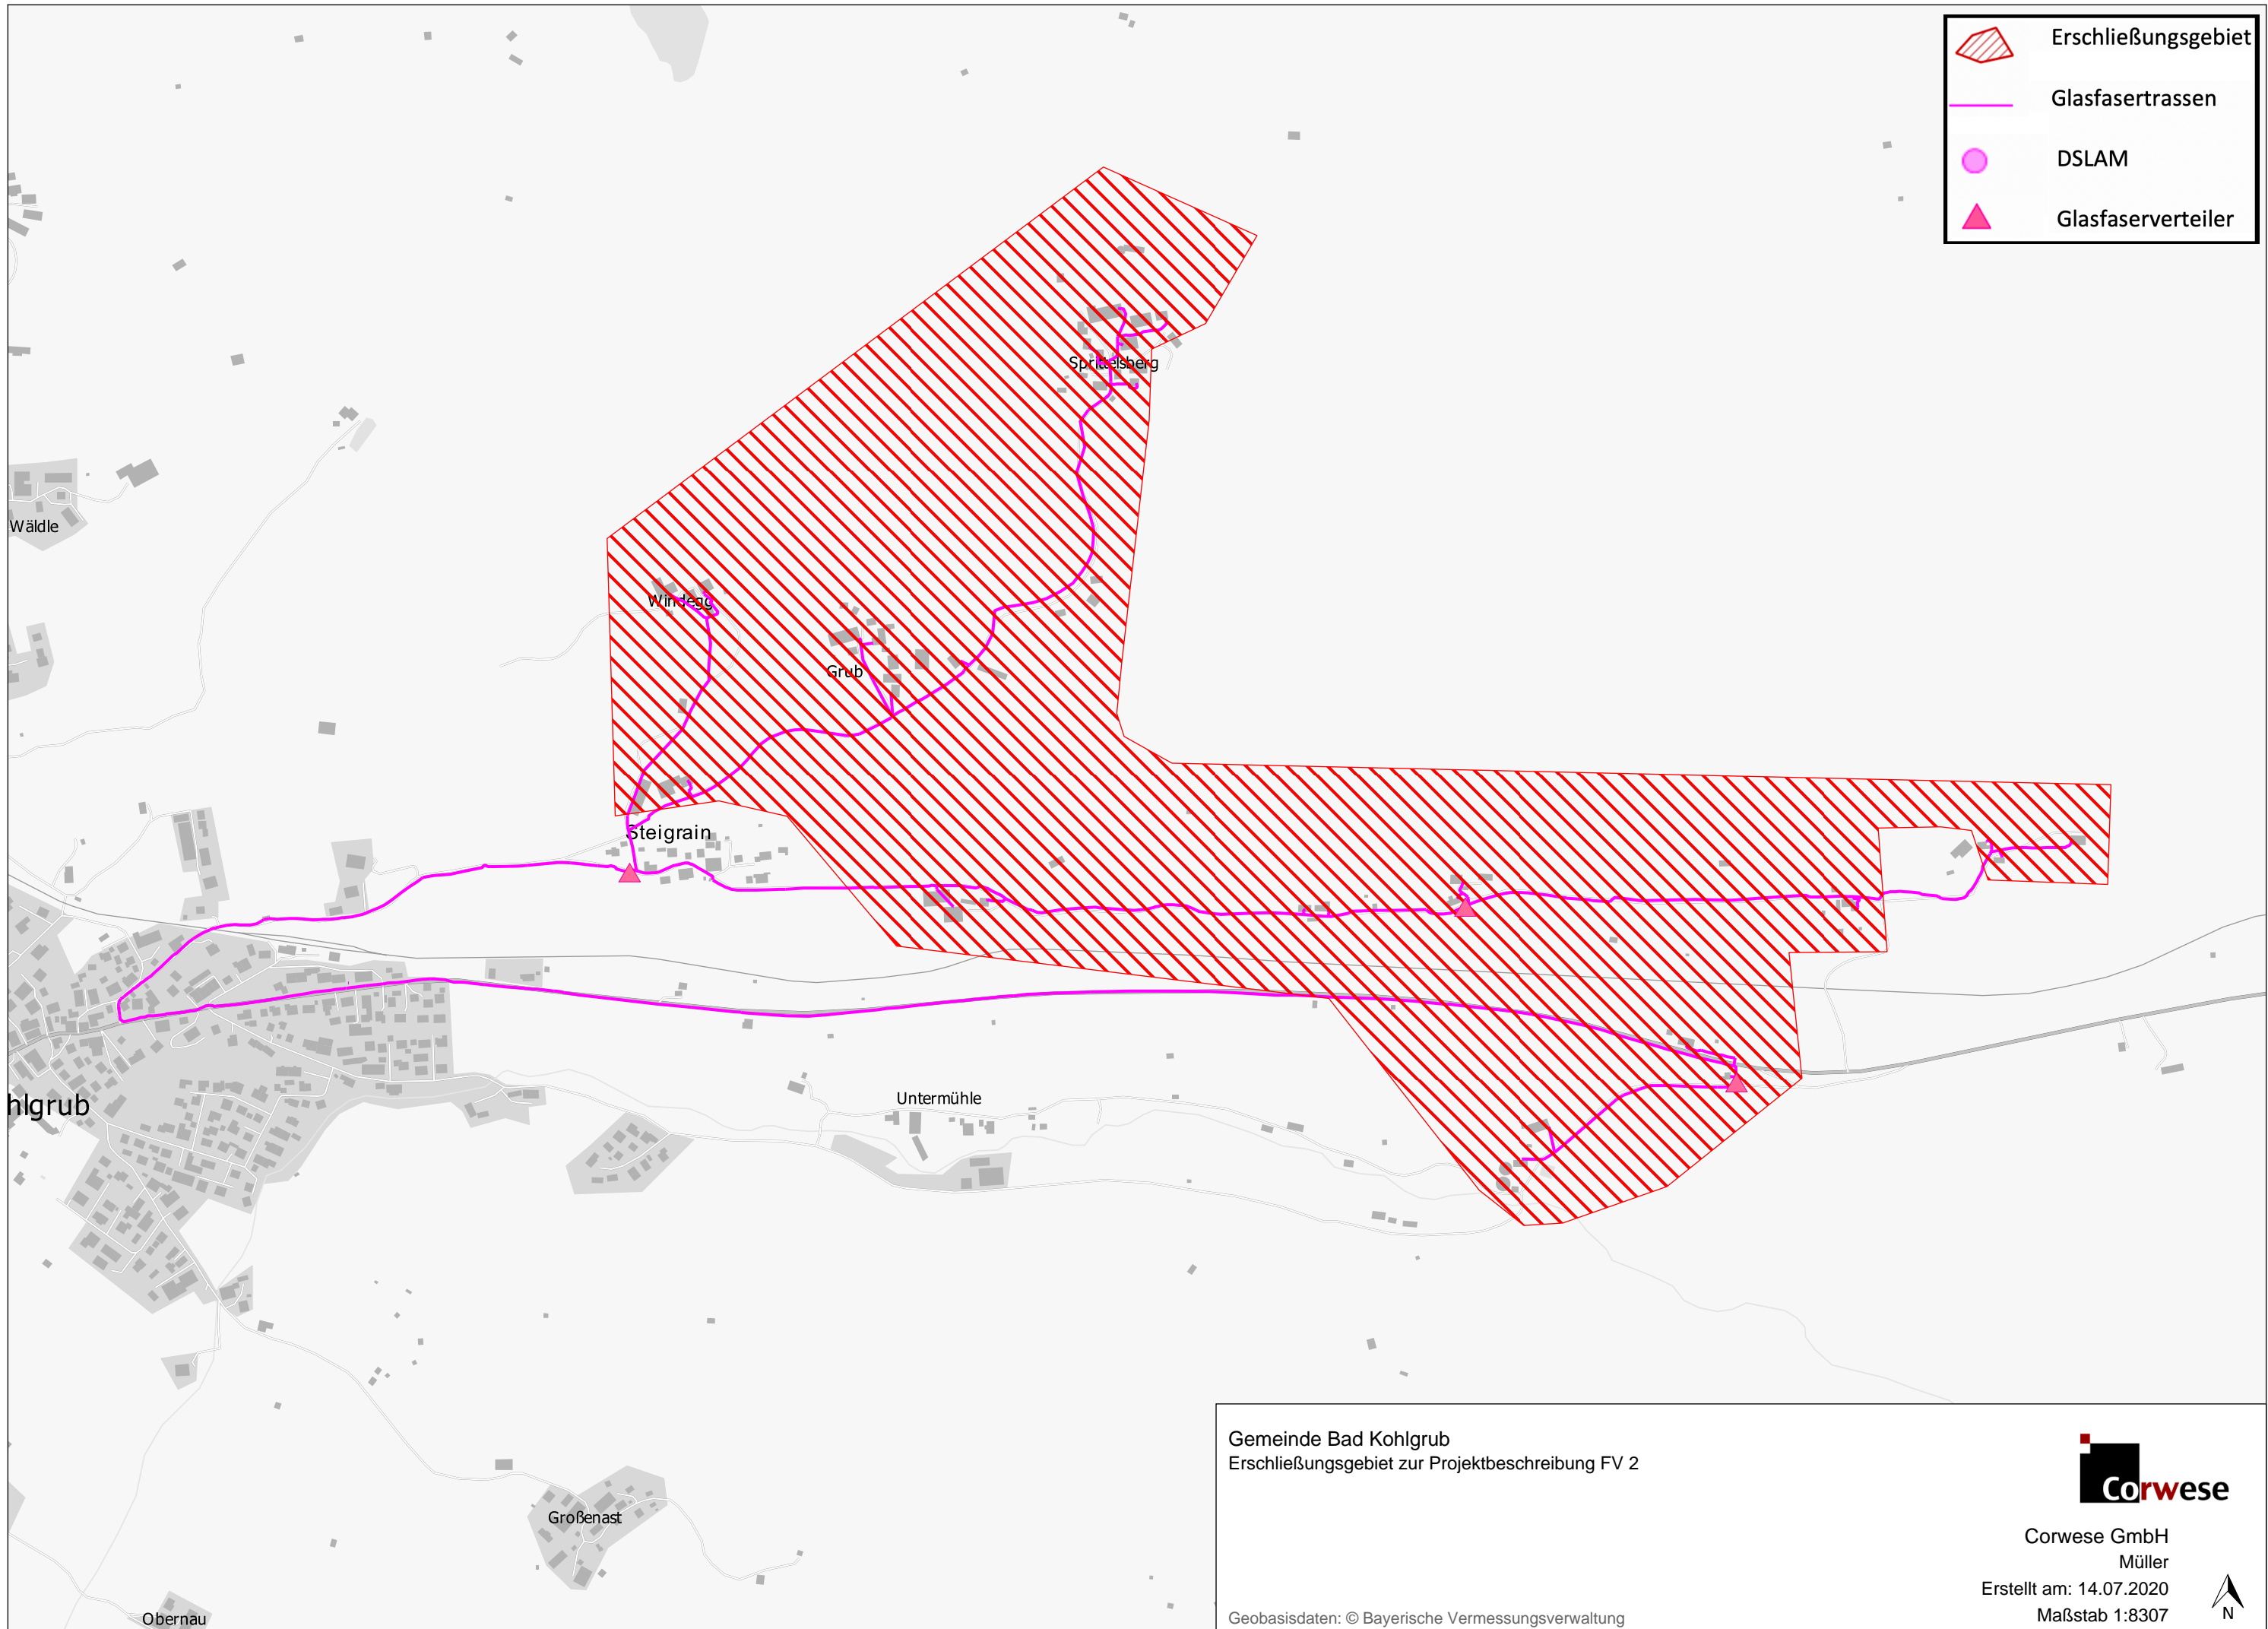 Erschließungsgebiet
Glasfasertrassen
DSLAM
Glasfaserverteiler
Sprittelsberg
Wäldle
Windegg
Grub
Steigrain
Untermühle
hlgrub
Großenast
Obernau
Gemeinde Bad Kohlgrub
Erschließungsgebiet zur Projektbeschreibung FV 2
Corwese
Corwese GmbH
Müller
Erstellt am: 14.07.2020
Maßstab 1:8307
N
Geobasisdaten: © Bayerische Vermessungsverwaltung